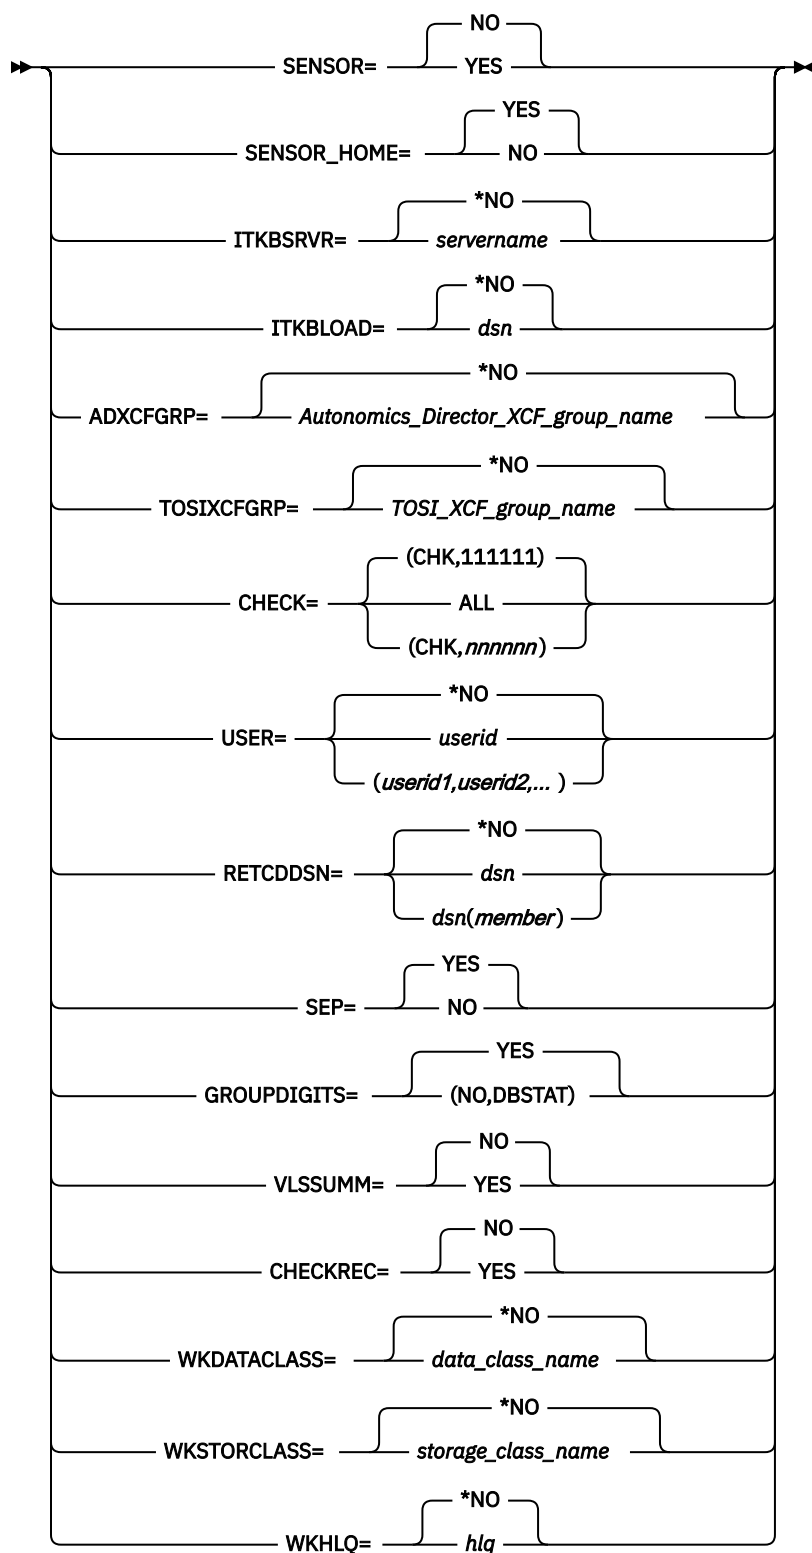 NO
SENSOR= YES
YES
SENSOR_HOME= NO
*NO
ITKBSRVR= servername
*NO
ITKBLOAD= dsn
*NO
ADXCFGRP= Autonomics_Director_XCF_group_name
*NO
TOSIXCFGRP= TOSI_XCF_group_name
(CHK,111111)
CHECK= ALL
(CHK,nnnnnn)
*NO
USER= userid
(userid1,userid2,... )
*NO
RETCDDSN= dsn
dsn(member)
YES
SEP= NO
YES
GROUPDIGITS= (NO,DBSTAT)
NO
VLSSUMM= YES
NO
CHECKREC= YES
*NO
WKDATACLASS= data_class_name
*NO
WKSTORCLASS= storage_class_name
*NO
WKHLQ= hlq